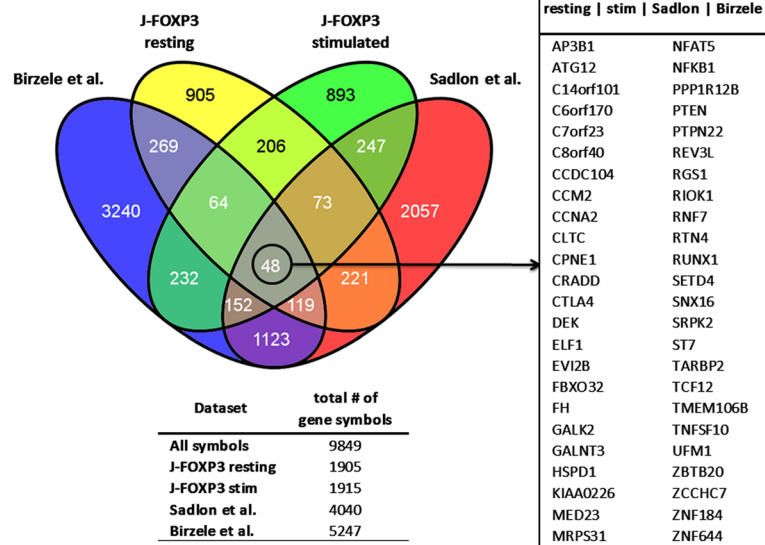 J-FOXP3
resting
J-FOXP3
stimulated
Birzele et al.
Sadlon et al.
905
893
269
206
247
3240
64
73
2057
232
48
221
152
119
1123
Dataset
total # of
gene symbols
All symbols 9849
J-FOXP3 resting 1905
J-FOXP3 stim 1915
Sadlon et al. 4040
Birzele et al. 5247
resting | stim | Sadlon | Birzele
AP3B1 NFAT5
ATG12 NFKB1
C14orf101 PPP1R12B
C6orf170 PTEN
C7orf23 PTPN22
C8orf40 REV3L
CCDC104 RGS1
CCM2 RIOK1
CCNA2 RNF7
CLTC RTN4
CPNE1 RUNX1
CRADD SETD4
CTLA4 SNX16
DEK SRPK2
ELF1 ST7
EVI2B TARBP2
FBXO32 TCF12
FH TMEM106B
GALK2 TNFSF10
GALNT3 UFM1
HSPD1 ZBTB20
KIAA0226 ZCCHC7
MED23 ZNF184
MRPS31 ZNF644